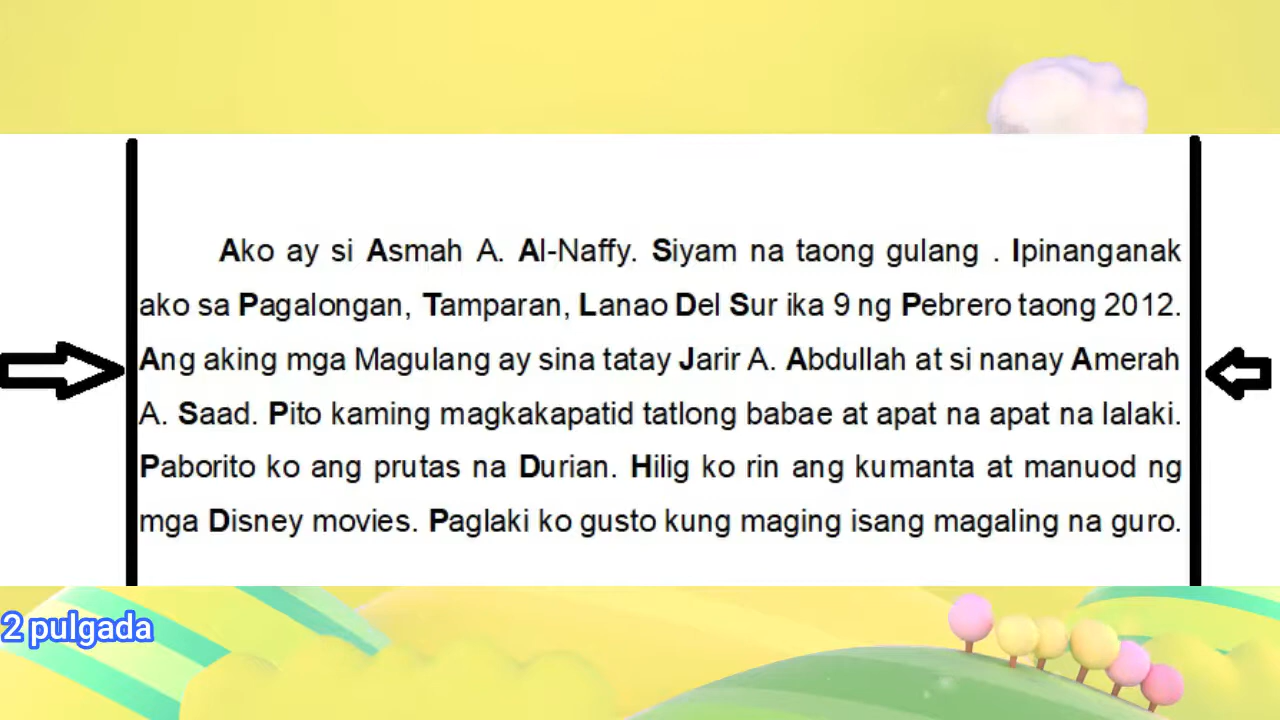 Ako ay si Asmah A. Al-Naffy. Siyam na taong gulang . Ipinanganak
ako sa Pagalongan, Tamparan, Lanao Del Sur ika 9 ng Pebrero taong 2012.
Ang aking mga Magulang ay sina tatay Jarir A. Abdullah at si nanay Amerah
A. Saad. Pito kaming magkakapatid tatlong babae at apat na apat na lalaki.
Paborito ko ang prutas na Durian. Hilig ko rin ang kumanta at manuod ng
mga Disney movies. Paglaki ko gusto kung maging isang magaling na guro.
2 pulgada